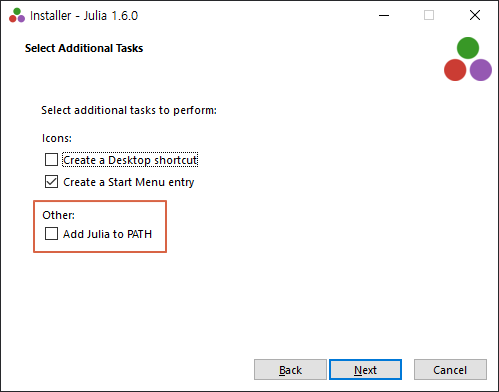 Installer - Julia 1.6.0
Select Additional Tasks
Select additional tasks to perform:
Icons:
Create a Desktop shortcut
Create a Start Menu entry
Other:
Add Julia to PATH
Back Next Cancel